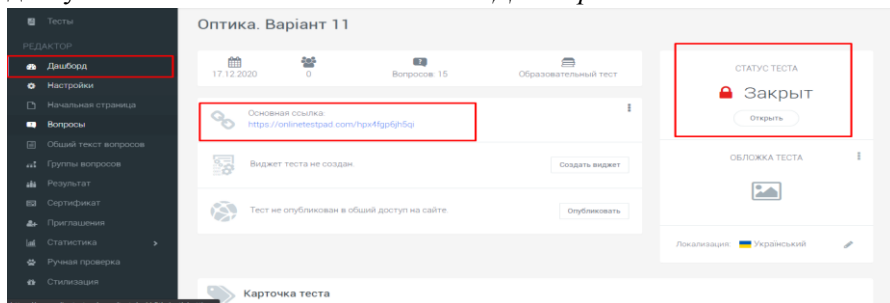 Тесты
РЕДАКТОР
Дашборд
Настройки
Начальная страница
Вопросы
Общий текст вопросов
Группы вопросов
Результат
Сертификат
Приглашения
Статистика
Ручная проверка
Стилизация
Оптика. Варіант 11
17.12.2020
0
Вопросов: 15
Образовательный тест
Основная ссылка:
https://onlinetestpad.com/hpx4fgp6jh5qi
Виджет теста не создан
Создать виджет
Тест не опубликован в общий доступ на сайте.
Опубликовать
Карточка теста
СТАТУС ТЕСТА
Закрыт
Открыть
ОБЛОЖКА ТЕСТА
Локализация: Український